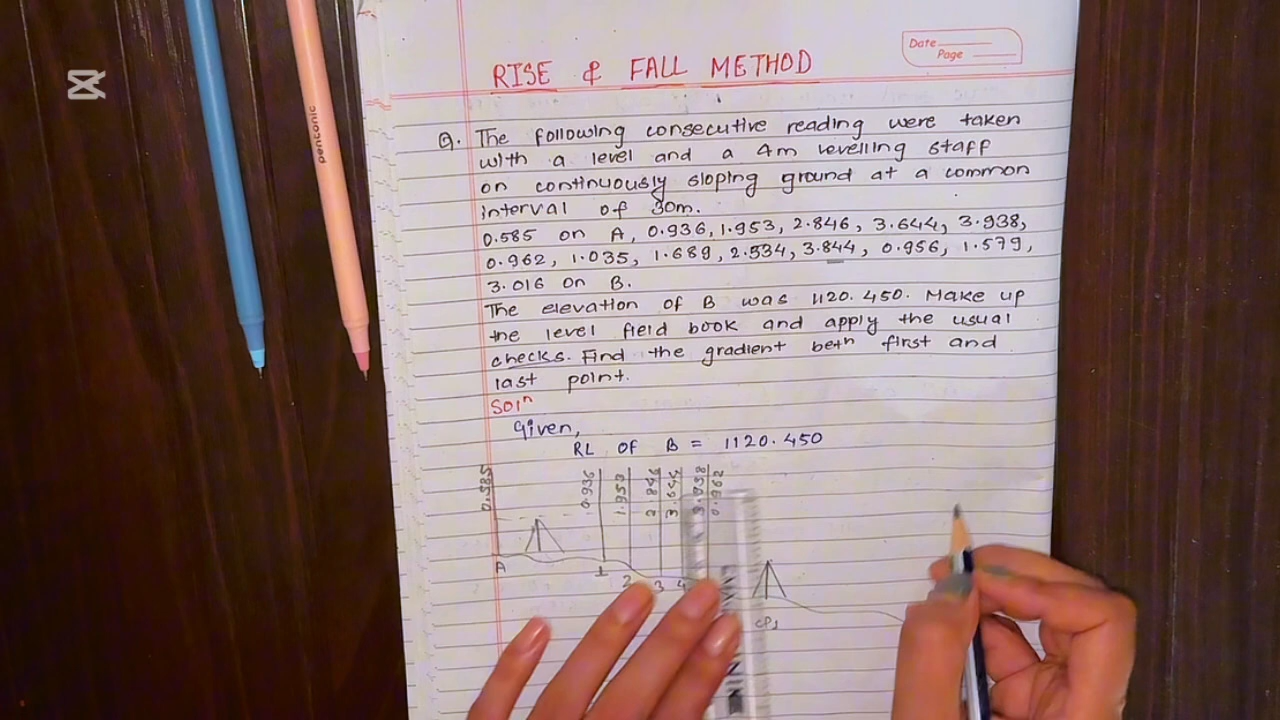 penconic
Date
Page
RISE & FALL METHOD
Q. The following consecutive reading were taken
with a level and a 4m levelling staff
on continuously sloping ground at a common
interval of 30m.
0.585 on A, 0.936, 1.953, 2.846, 3.644, 3.938,
0.962, 1.035, 1.689, 2.534, 3.844, 0.956, 1.579,
3.016 on B.
The elevation of B was 1120.450. Make up
the level field book and apply the usual
checks. Find the gradient betn first and
last point.
Soln
Given,
RL OF B = 1120.450
0.585 0.936 1.953 2.846 3.644 3.938 0.962
A 1 2 3 4 CP1